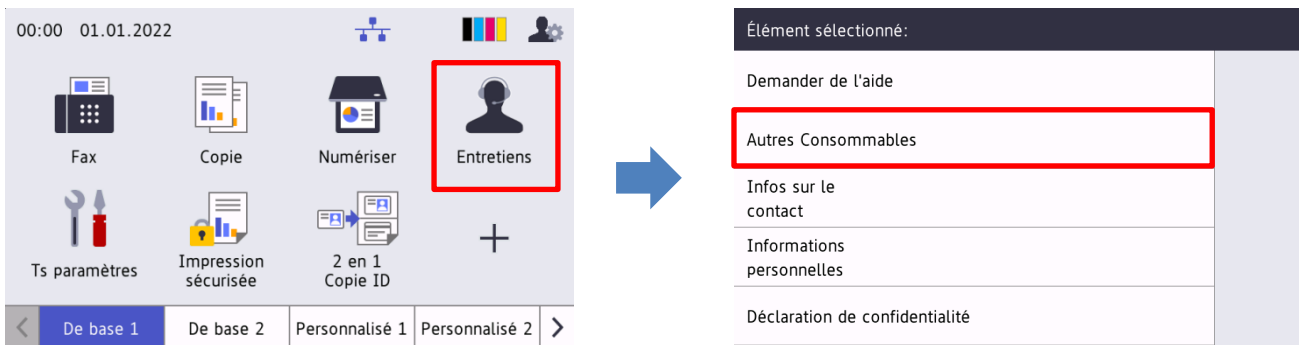 00:00 01.01.2022
Fax
Copie
Numériser
Entretiens
Ts paramètres
Impression
sécurisée
2 en 1
Copie ID
De base 1
De base 2
Personnalisé 1
Personnalisé 2
Élément sélectionné:
Demander de l'aide
Autres Consommables
Infos sur le
contact
Informations
personnelles
Déclaration de confidentialité